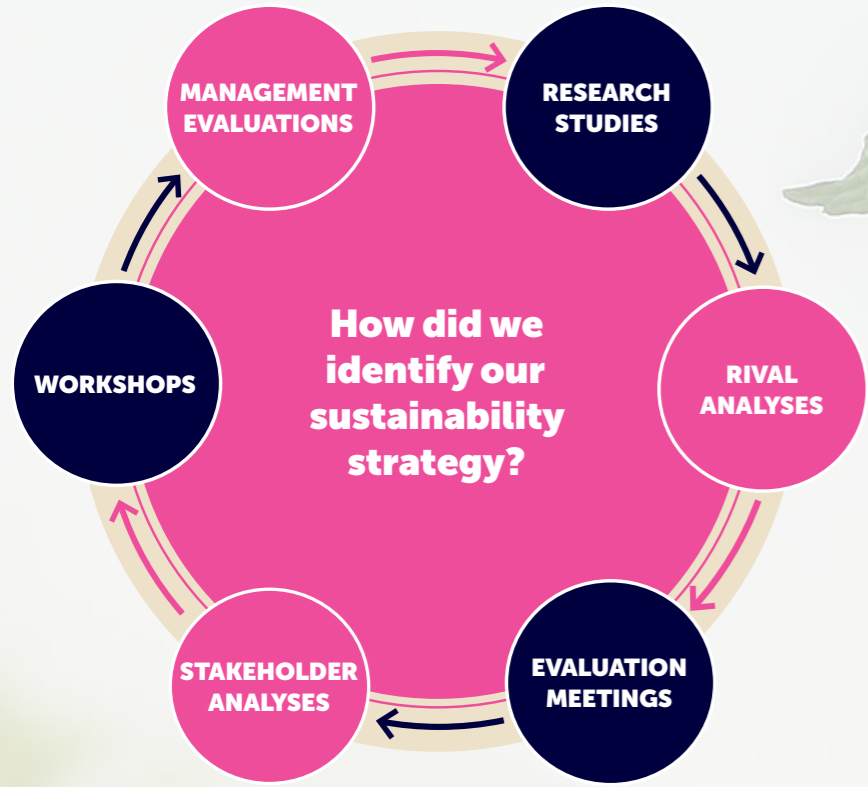 MANAGEMENT
EVALUATIONS
RESEARCH
STUDIES
How did we
identify our
sustainability
strategy?
WORKSHOPS
RIVAL
ANALYSES
STAKEHOLDER
ANALYSES
EVALUATION
MEETINGS